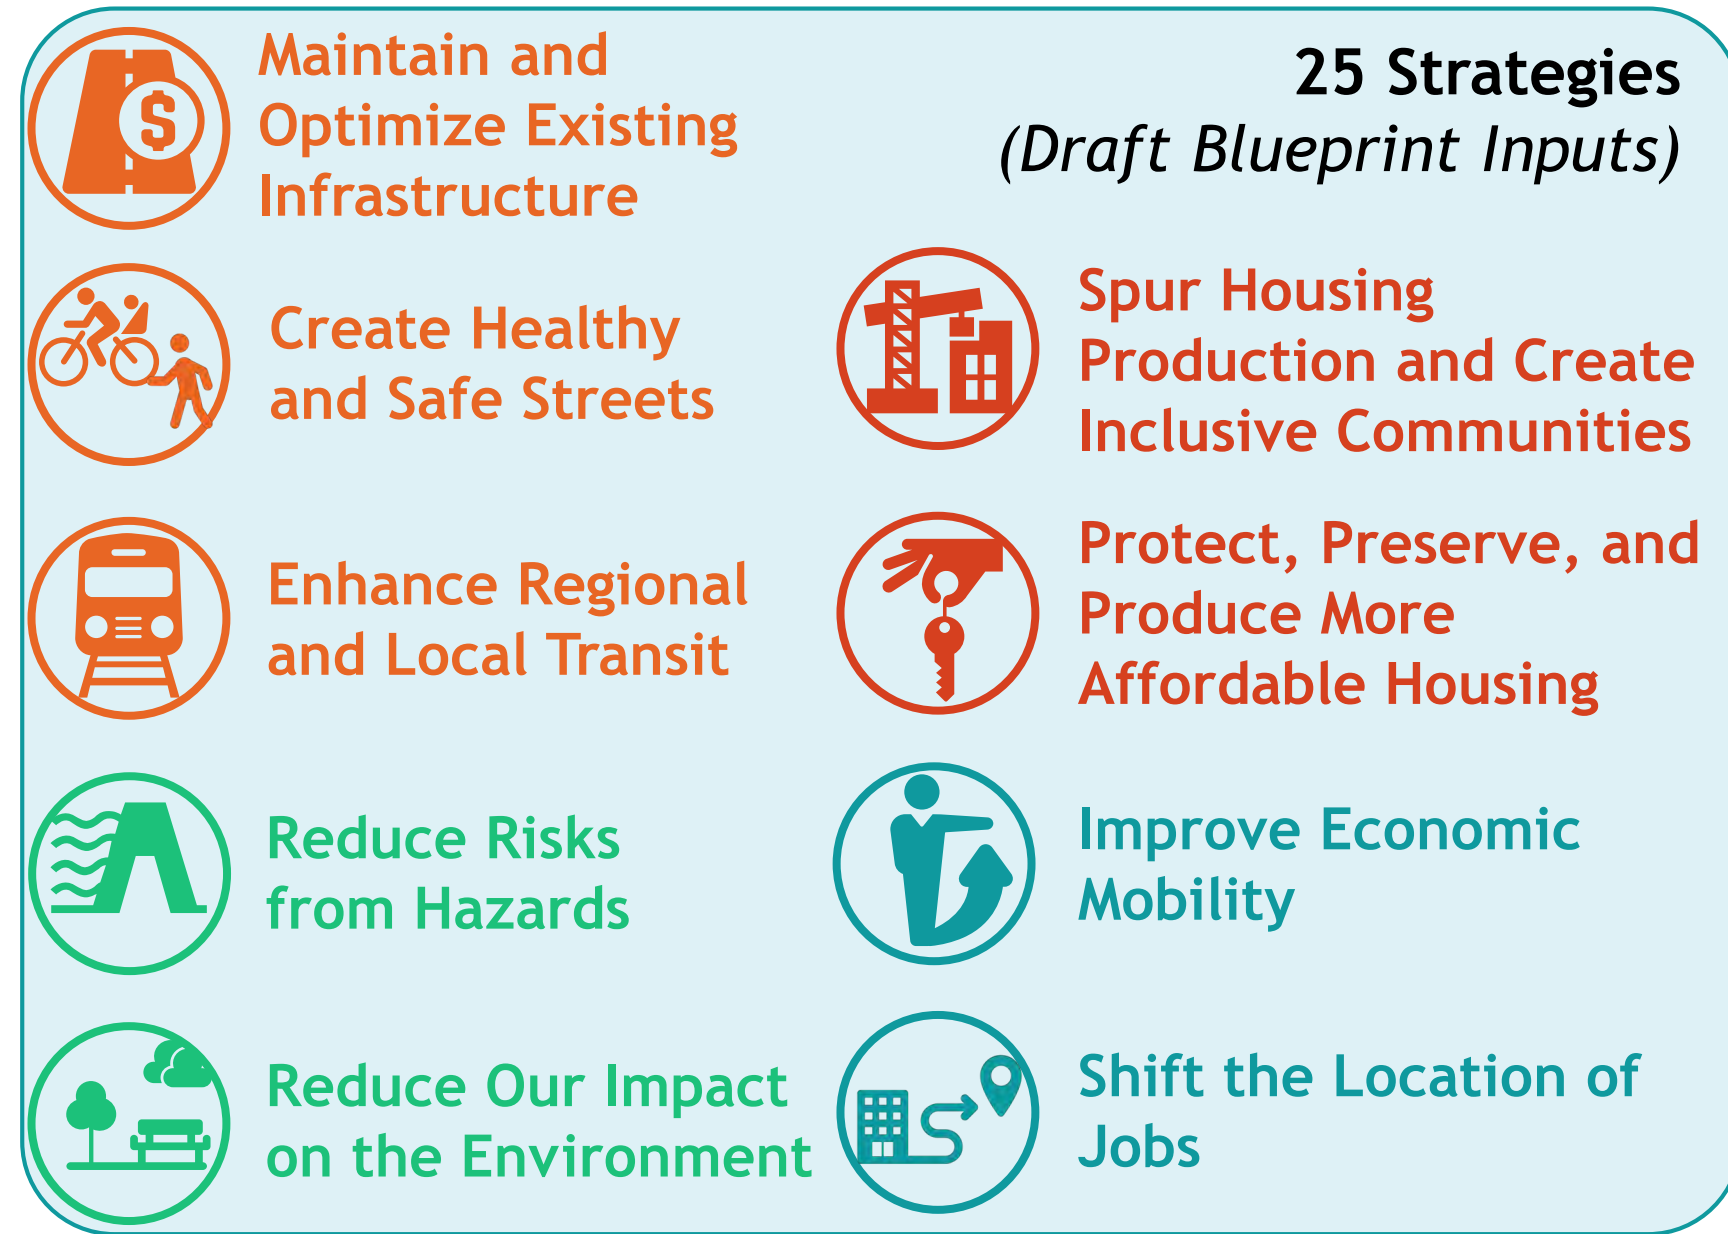 25 Strategies
(Draft Blueprint Inputs)
Maintain and
Optimize Existing
Infrastructure
Create Healthy
and Safe Streets
Enhance Regional
and Local Transit
Reduce Risks
from Hazards
Reduce Our Impact
on the Environment
Spur Housing
Production and Create
Inclusive Communities
Protect, Preserve, and
Produce More
Affordable Housing
Improve Economic
Mobility
Shift the Location of
Jobs